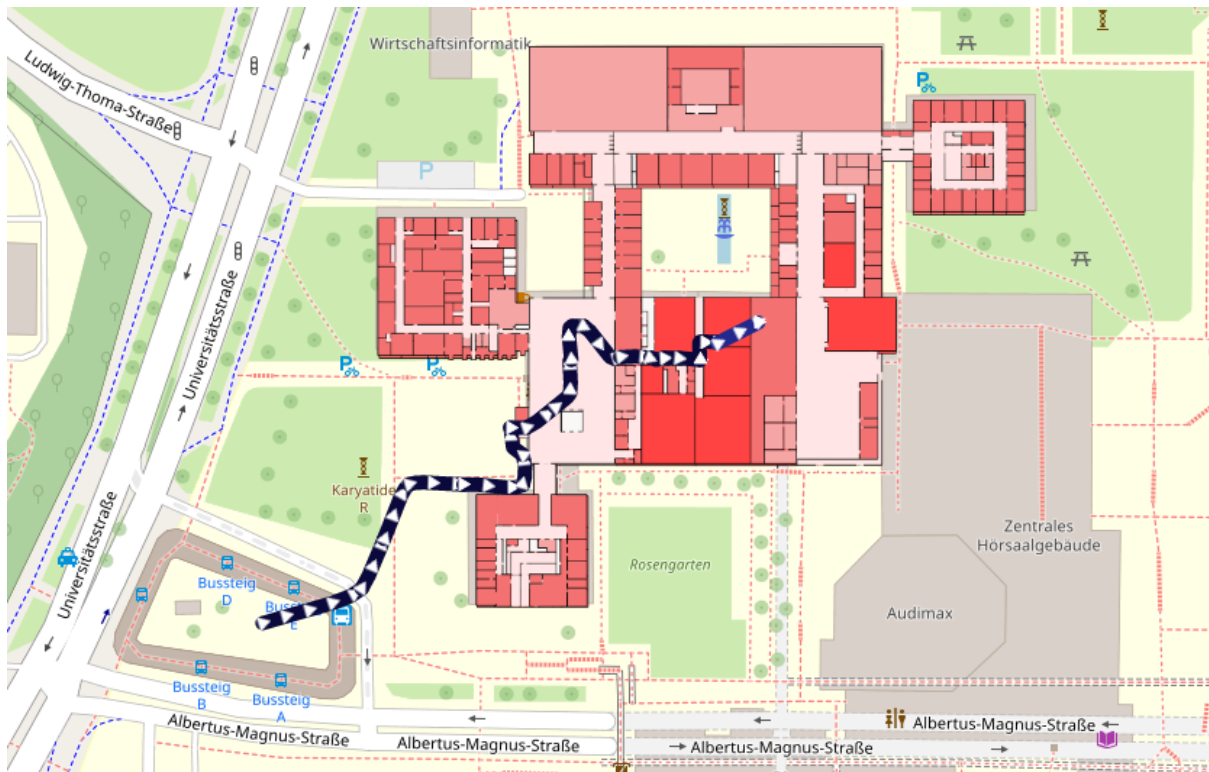 Wirtschaftsinformatik
Ludwig-Thoma-Straße
P
P
Universitätsstraße
P
P
Karyatide
R
Universitätsstraße
Zentrales
Hörsaalgebäude
Rosengarten
Bussteig
D
Audimax
Bussteig
B
Bussteig
A
Albertus-Magnus-Straße
Albertus-Magnus-Straße
Albertus-Magnus-Straße
Albertus-Magnus-Straße